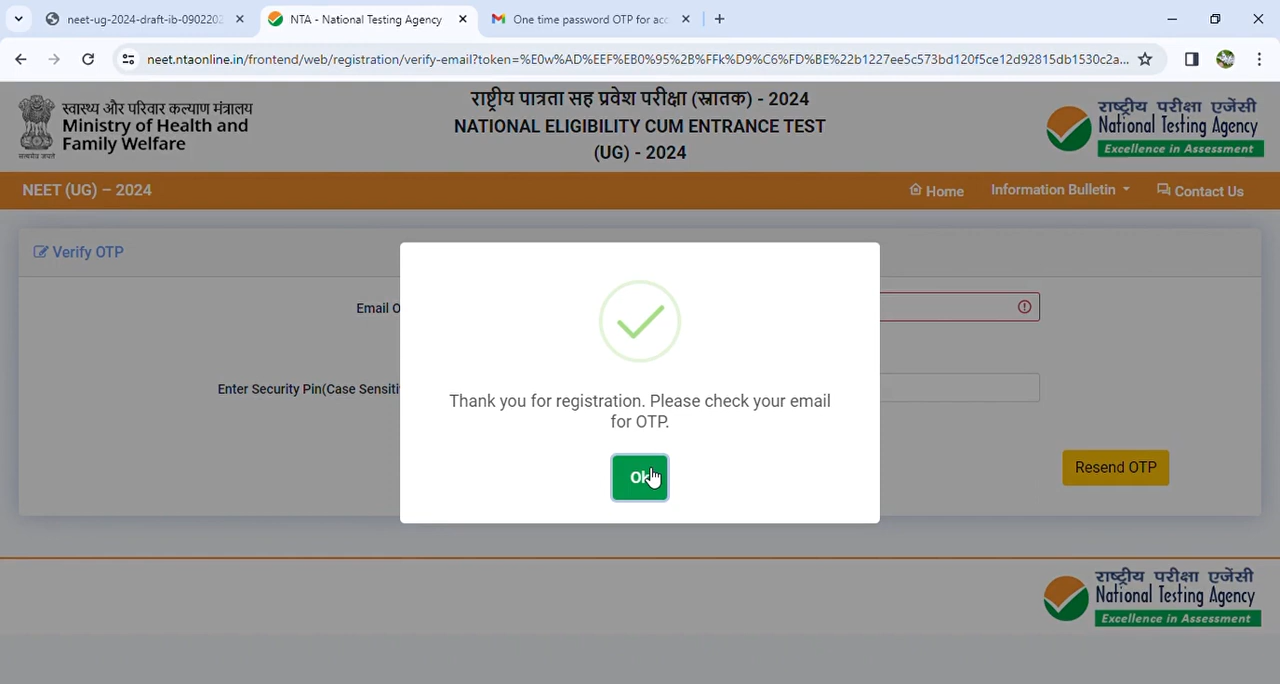 neet-ug-2024-draft-ib-0902202
NTA - National Testing Agency
One time password OTP for acc
neet.ntaonline.in/frontend/web/registration/verify-email?token=%E0w%AD%EEF%EB0%95%2B%FFk%D9%C6%FD%BE%22b1227ee5c573bd120f5ce12d92815db1530c2a...
स्वास्थ्य और परिवार कल्याण मंत्रालय
Ministry of Health and
Family Welfare
सत्यमेव जयते
राष्ट्रीय पात्रता सह प्रवेश परीक्षा (स्नातक) - 2024
NATIONAL ELIGIBILITY CUM ENTRANCE TEST
(UG) - 2024
राष्ट्रीय परीक्षा एजेंसी
National Testing Agency
Excellence in Assessment
NEET (UG) – 2024
Home
Information Bulletin
Contact Us
Verify OTP
Email O
Enter Security Pin(Case Sensiti
Thank you for registration. Please check your email
for OTP.
Resend OTP
राष्ट्रीय परीक्षा एजेंसी
National Testing Agency
Excellence in Assessment